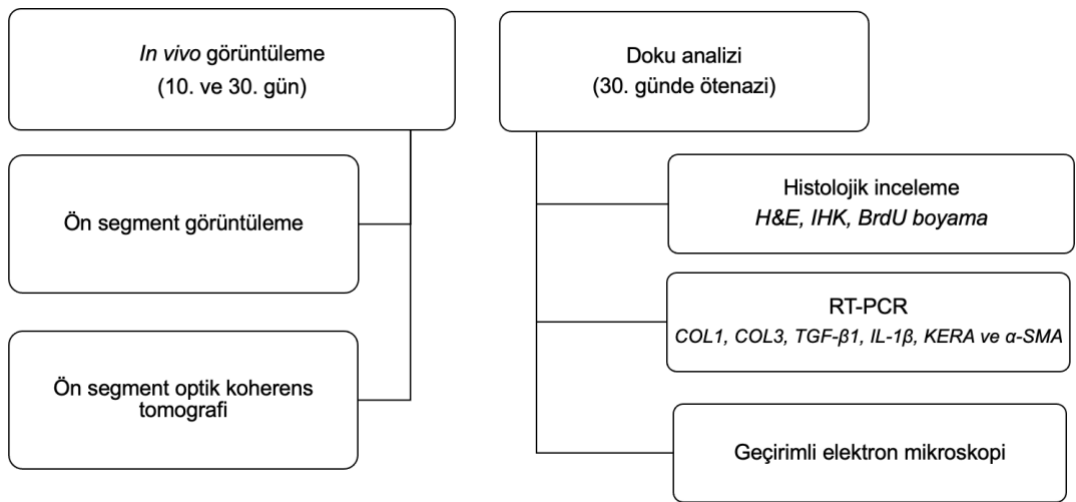 In vivo görüntüleme
(10. ve 30. gün)
Ön segment görüntüleme
Ön segment optik koherens
tomografi
Doku analizi
(30. günde ötenazi)
Histolojik inceleme
H&E, IHK, BrdU boyama
RT-PCR
COL1, COL3, TGF-β1, IL-1β, KERA ve α-SMA
Geçirimli elektron mikroskopi